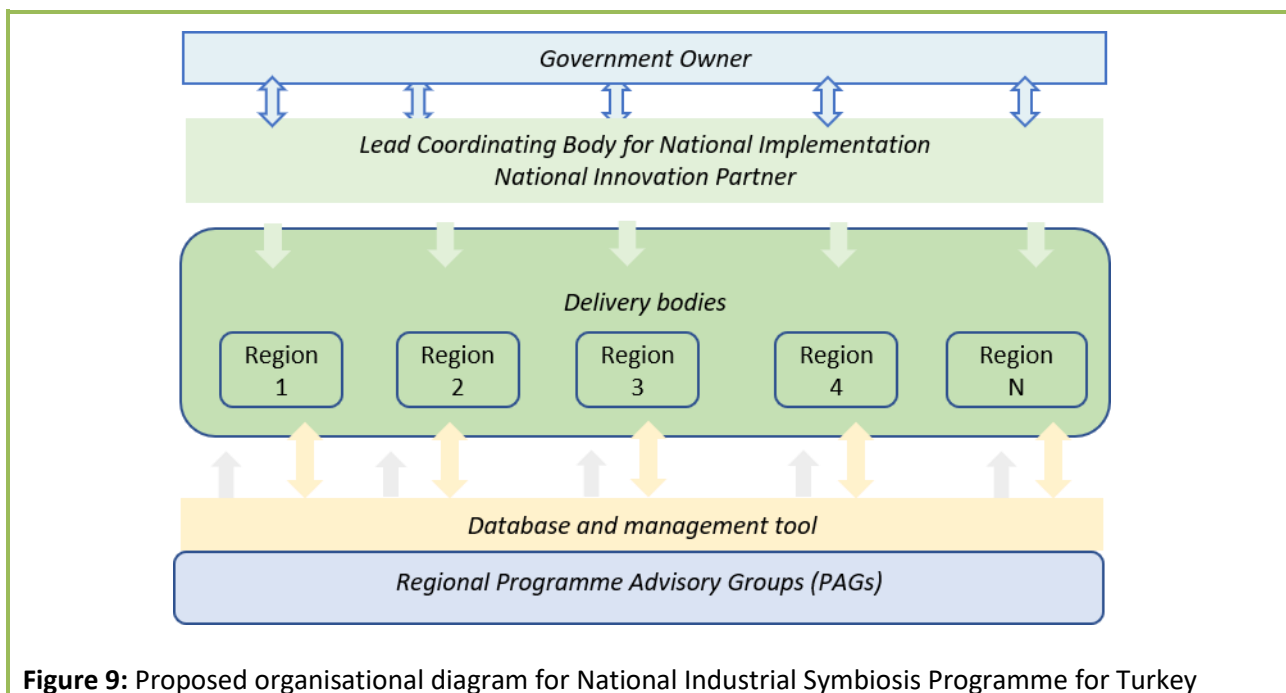 Government Owner
Lead Coordinating Body for National Implementation
National Innovation Partner
Delivery bodies
Region
1
Region
2
Region
3
Region
4
Region
N
Database and management tool
Regional Programme Advisory Groups (PAGs)
Figure 9: Proposed organisational diagram for National Industrial Symbiosis Programme for Turkey